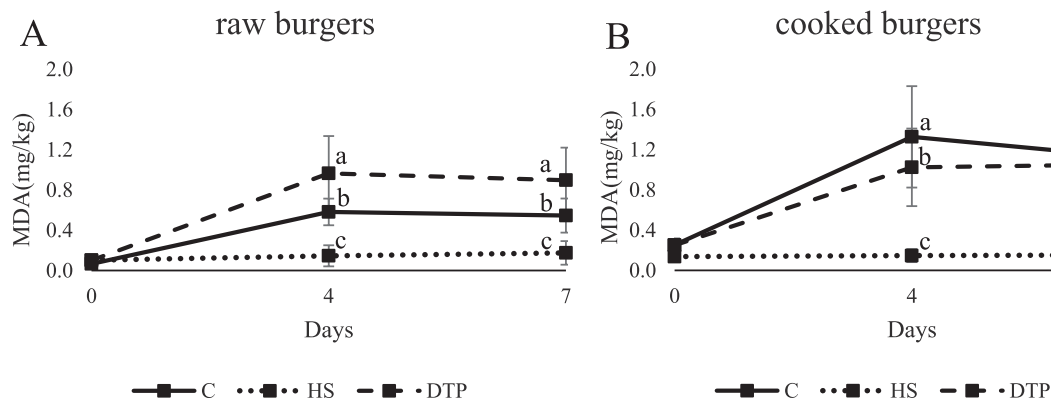 A
raw burgers
2.0
1.6
1.2
0.8
0.4
0.0
MDA(mg/kg)
a
b
c
a
b
c
0
4
7
Days
C
HS
DTP
B
cooked burgers
2.0
1.6
1.2
0.8
0.4
0.0
MDA(mg/kg)
a
b
c
0
4
Days
C
HS
DTP